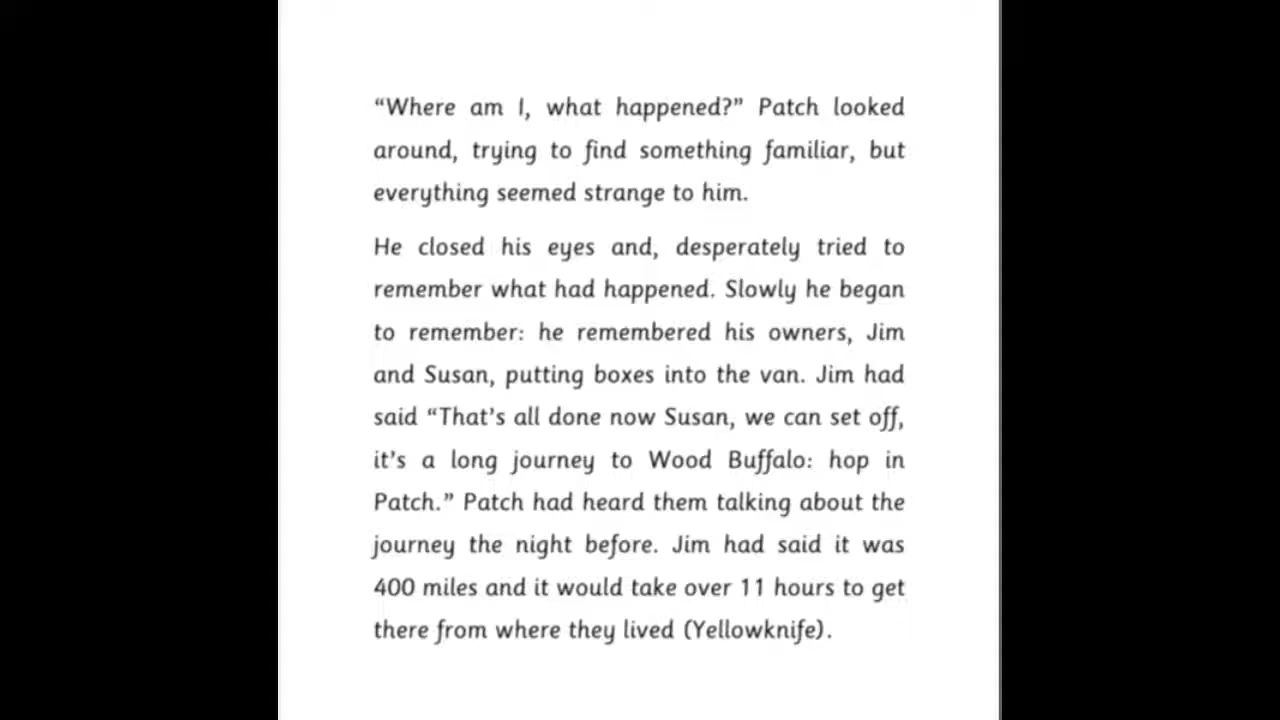 “Where am I, what happened?” Patch looked
around, trying to find something familiar, but
everything seemed strange to him.
He closed his eyes and, desperately tried to
remember what had happened. Slowly he began
to remember: he remembered his owners, Jim
and Susan, putting boxes into the van. Jim had
said “That’s all done now Susan, we can set off,
it’s a long journey to Wood Buffalo: hop in
Patch.” Patch had heard them talking about the
journey the night before. Jim had said it was
400 miles and it would take over 11 hours to get
there from where they lived (Yellowknife).